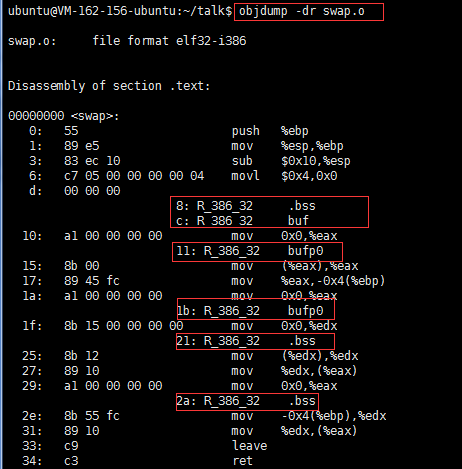 ubuntu@VM-162-156-ubuntu:~/talk$ objdump -dr swap.o
swap.o:     file format elf32-i386
Disassembly of section .text:
00000000 <swap>:
   0:   55                      push   %ebp
   1:   89 e5                   mov    %esp,%ebp
   3:   83 ec 10                sub    $0x10,%esp
   6:   c7 05 00 00 00 00 04    movl   $0x4,0x0
   d:   00 00 00
                        8: R_386_32     .bss
                        c: R_386_32     buf
  10:   a1 00 00 00 00          mov    0x0,%eax
                        11: R_386_32    bufp0
  15:   8b 00                   mov    (%eax),%eax
  17:   89 45 fc                mov    %eax,-0x4(%ebp)
  1a:   a1 00 00 00 00          mov    0x0,%eax
                        1b: R_386_32    bufp0
  1f:   8b 15 00 00 00 00       mov    0x0,%edx
                        21: R_386_32    .bss
  25:   8b 12                   mov    (%edx),%edx
  27:   89 10                   mov    %edx,(%eax)
  29:   a1 00 00 00 00          mov    0x0,%eax
                        2a: R_386_32    .bss
  2e:   8b 55 fc                mov    -0x4(%ebp),%edx
  31:   89 10                   mov    %edx,(%eax)
  33:   c9                      leave
  34:   c3                      ret